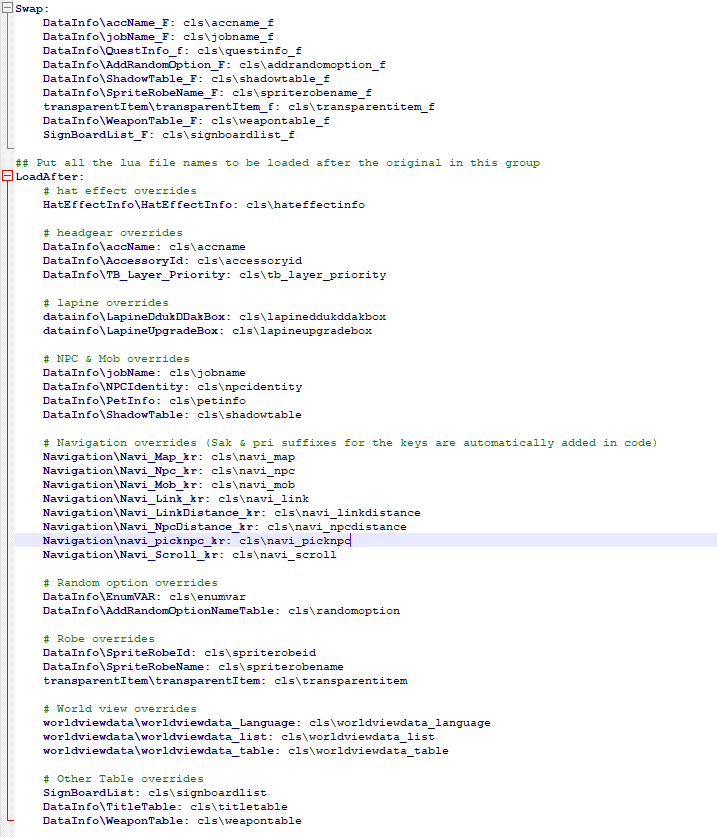 Swap:
DataInfo\accName_F: cls\accname_f
DataInfo\jobName_F: cls\jobname_f
DataInfo\QuestInfo_f: cls\questinfo_f
DataInfo\AddRandomOption_F: cls\addrandomoption_f
DataInfo\ShadowTable_F: cls\shadowtable_f
DataInfo\SpriteRobeName_F: cls\spriterobename_f
transparentItem\transparentItem_f: cls\transparentitem_f
DataInfo\WeaponTable_F: cls\weapontable_f
SignBoardList_F: cls\signboardlist_f
## Put all the lua file names to be loaded after the original in this group
LoadAfter:
# hat effect overrides
HatEffectInfo\HatEffectInfo: cls\hateffectinfo
# headgear overrides
DataInfo\accName: cls\accname
DataInfo\AccessoryId: cls\accessoryid
DataInfo\TB_Layer_Priority: cls\tb_layer_priority
# lapine overrides
datainfo\LapineDdukDDakBox: cls\lapineddukddakbox
datainfo\LapineUpgradeBox: cls\lapineupgradebox
# NPC & Mob overrides
DataInfo\jobName: cls\jobname
DataInfo\NPCIdentity: cls\npcidentity
DataInfo\PetInfo: cls\petinfo
DataInfo\ShadowTable: cls\shadowtable
# Navigation overrides (Sak & pri suffixes for the keys are automatically added in code)
Navigation\Navi_Map_kr: cls\navi_map
Navigation\Navi_Npc_kr: cls\navi_npc
Navigation\Navi_Mob_kr: cls\navi_mob
Navigation\Navi_Link_kr: cls\navi_link
Navigation\Navi_LinkDistance_kr: cls\navi_linkdistance
Navigation\Navi_NpcDistance_kr: cls\navi_npcdistance
Navigation\navi_picknpc_kr: cls\navi_picknpc
Navigation\Navi_Scroll_kr: cls\navi_scroll
# Random option overrides
DataInfo\EnumVAR: cls\enumvar
DataInfo\AddRandomOptionNameTable: cls\randomoption
# Robe overrides
DataInfo\SpriteRobeId: cls\spriterobeid
DataInfo\SpriteRobeName: cls\spriterobename
transparentItem\transparentItem: cls\transparentitem
# World view overrides
worldviewdata\worldviewdata_Language: cls\worldviewdata_language
worldviewdata\worldviewdata_list: cls\worldviewdata_list
worldviewdata\worldviewdata_table: cls\worldviewdata_table
# Other Table overrides
SignBoardList: cls\signboardlist
DataInfo\TitleTable: cls\titletable
DataInfo\WeaponTable: cls\weapontable